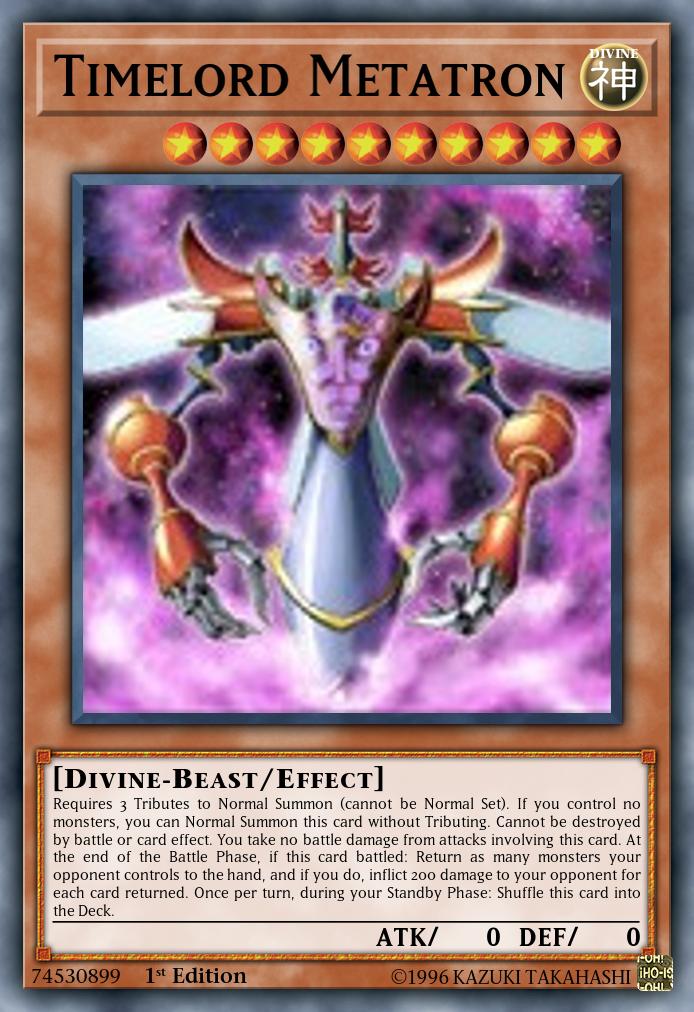 Timelord Metatron
DIVINE
神
[Divine-Beast/Effect]
Requires 3 Tributes to Normal Summon (cannot be Normal Set). If you control no
monsters, you can Normal Summon this card without Tributing. Cannot be destroyed
by battle or card effect. You take no battle damage from attacks involving this card. At
the end of the Battle Phase, if this card battled: Return as many monsters your
opponent controls to the hand, and if you do, inflict 200 damage to your opponent for
each card returned. Once per turn, during your Standby Phase: Shuffle this card into
the Deck.
ATK/ 0 DEF/ 0
74530899 1st Edition ©1996 KAZUKI TAKAHASHI